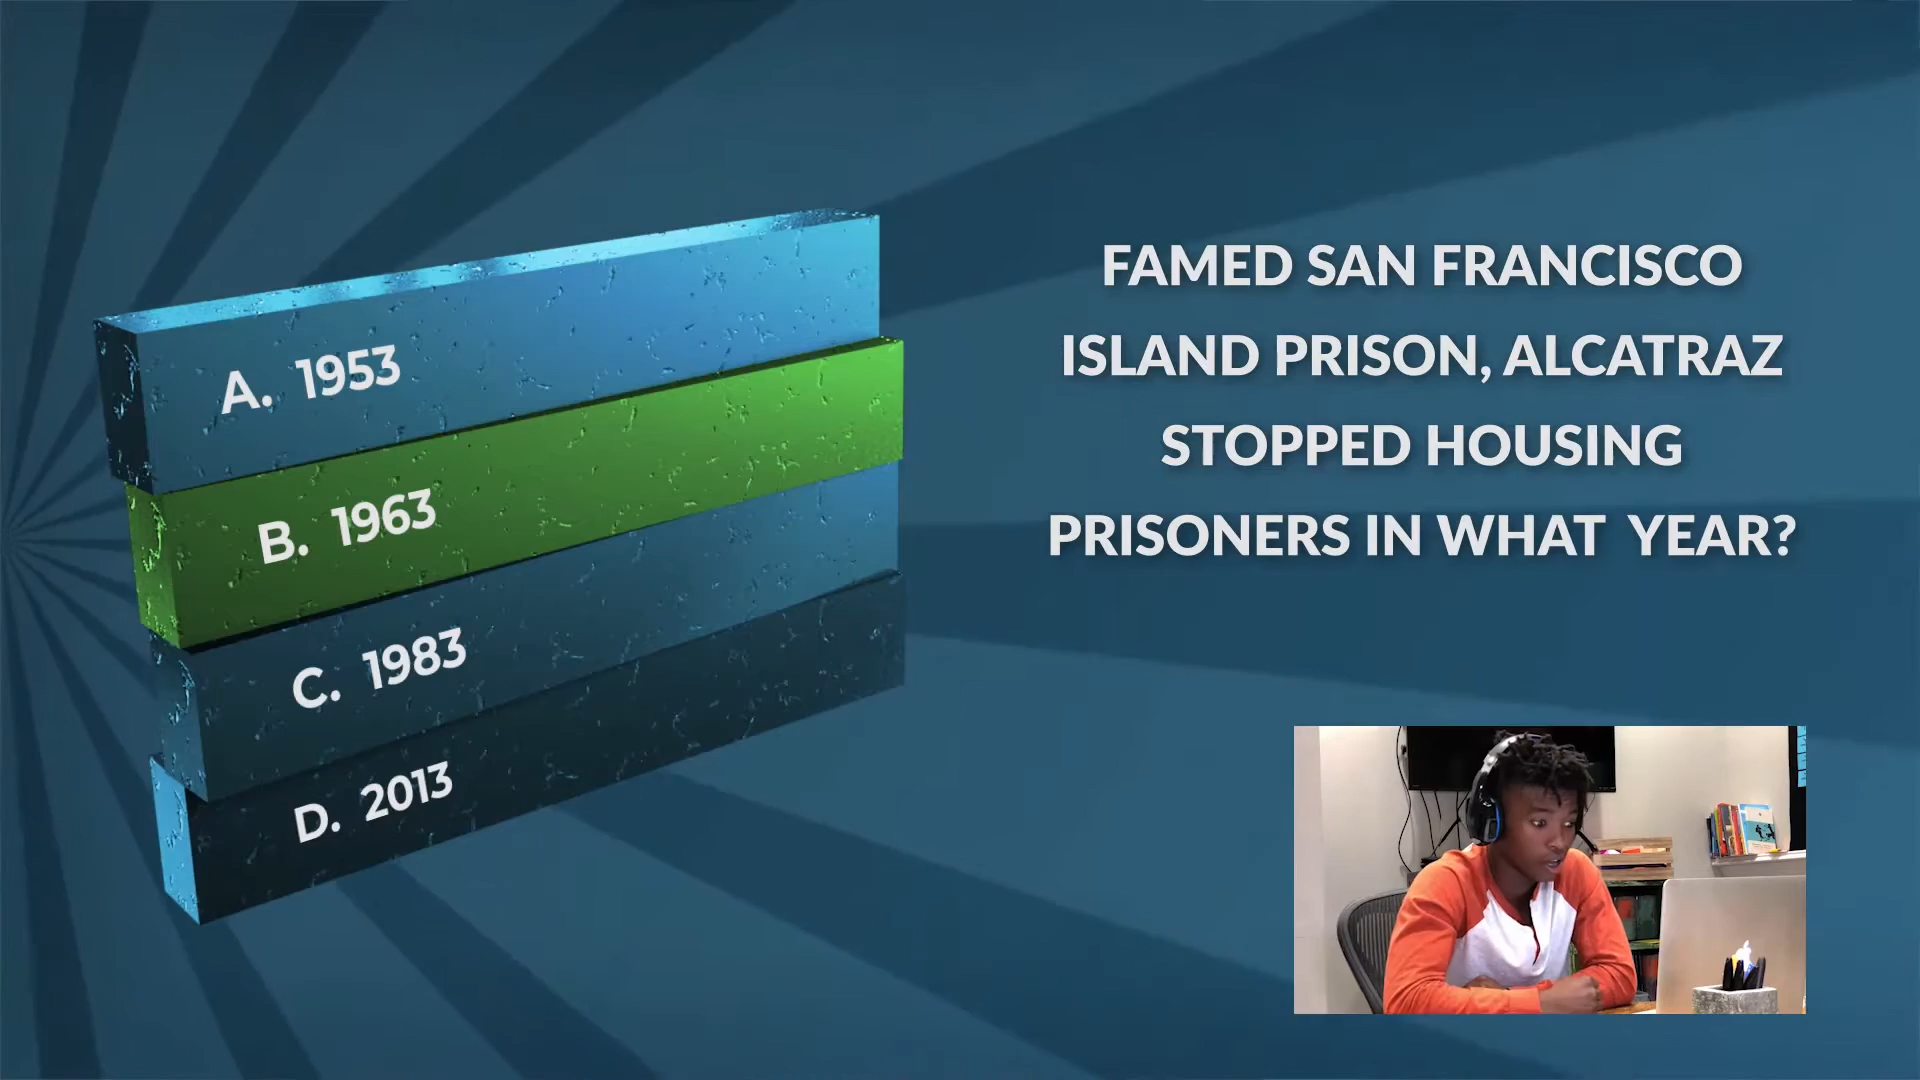 A. 1953
B. 1963
C. 1983
D. 2013
FAMED SAN FRANCISCO
ISLAND PRISON, ALCATRAZ
STOPPED HOUSING
PRISONERS IN WHAT YEAR?